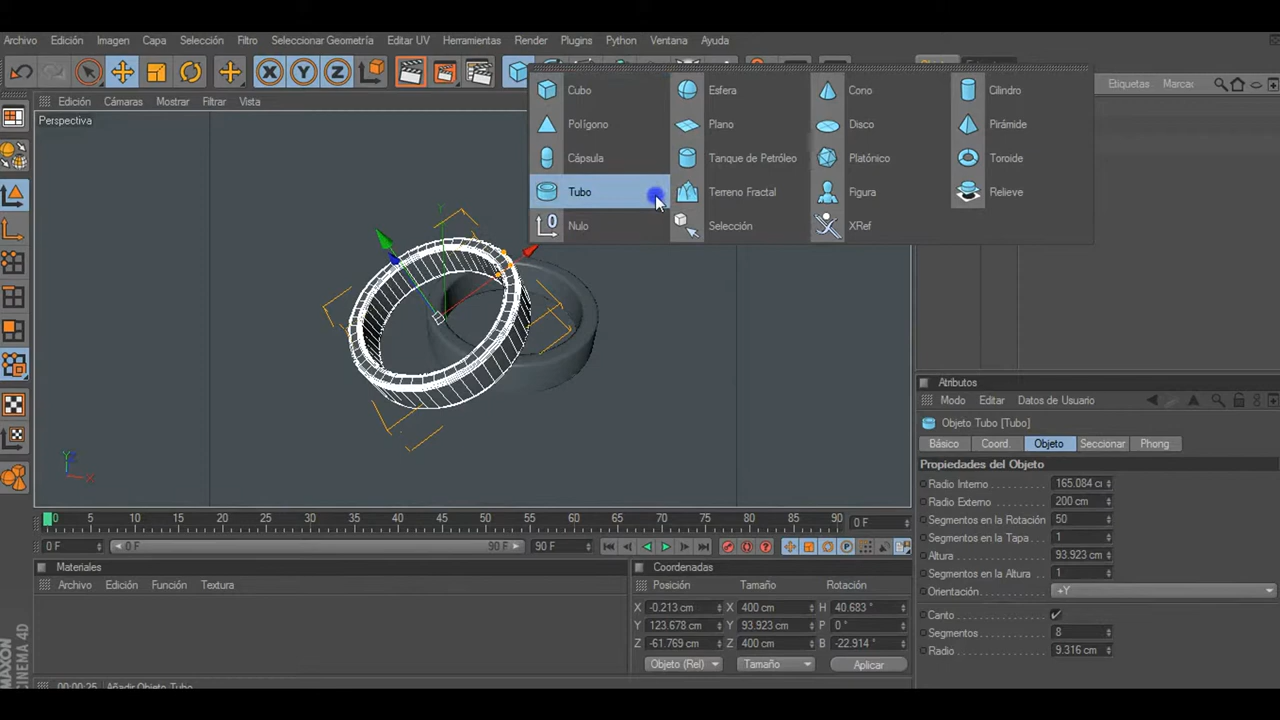 Archivo Edición Imagen Capa Selección Filtro Seleccionar Geometría Editar UV Herramientas Render Plugins Python Ventana Ayuda
X Y Z
Edición Cámaras Mostrar Filtrar Vista
Etiquetas Marca:
Perspectiva
Cubo Esfera Cono Cilindro
Polígono Plano Disco Pirámide
Cápsula Tanque de Petróleo Platónico Toroide
Tubo Terreno Fractal Figura Relieve
Nulo Selección XRef
Y
Y
X
Atributos
Modo Editar Datos de Usuario
Objeto Tubo [Tubo]
Básico Coord. Objeto Seccionar Phong
Propiedades del Objeto
Radio Interno 165.084 c
Radio Externo 200 cm
Segmentos en la Rotación 50
Segmentos en la Tapa 1
Altura 93.923 cm
Segmentos en la Altura 1
Orientación +Y
Canto
Segmentos 8
Radio 9.316 cm
0 5 10 15 20 25 30 35 40 45 50 55 60 65 70 75 80 85 90 0 F
0 F 0 F 90 F 90 F
Materiales
Archivo Edición Función Textura
Coordenadas
Posición Tamaño Rotación
X -0.213 cm X 400 cm H 40.683 °
Y 123.678 cm Y 93.923 cm P 0 °
Z -61.769 cm Z 400 cm B -22.914 °
Objeto (Rel) Tamaño Aplicar
MAXON
CINEMA 4D
00:00:25 Añadir Objeto Tubo